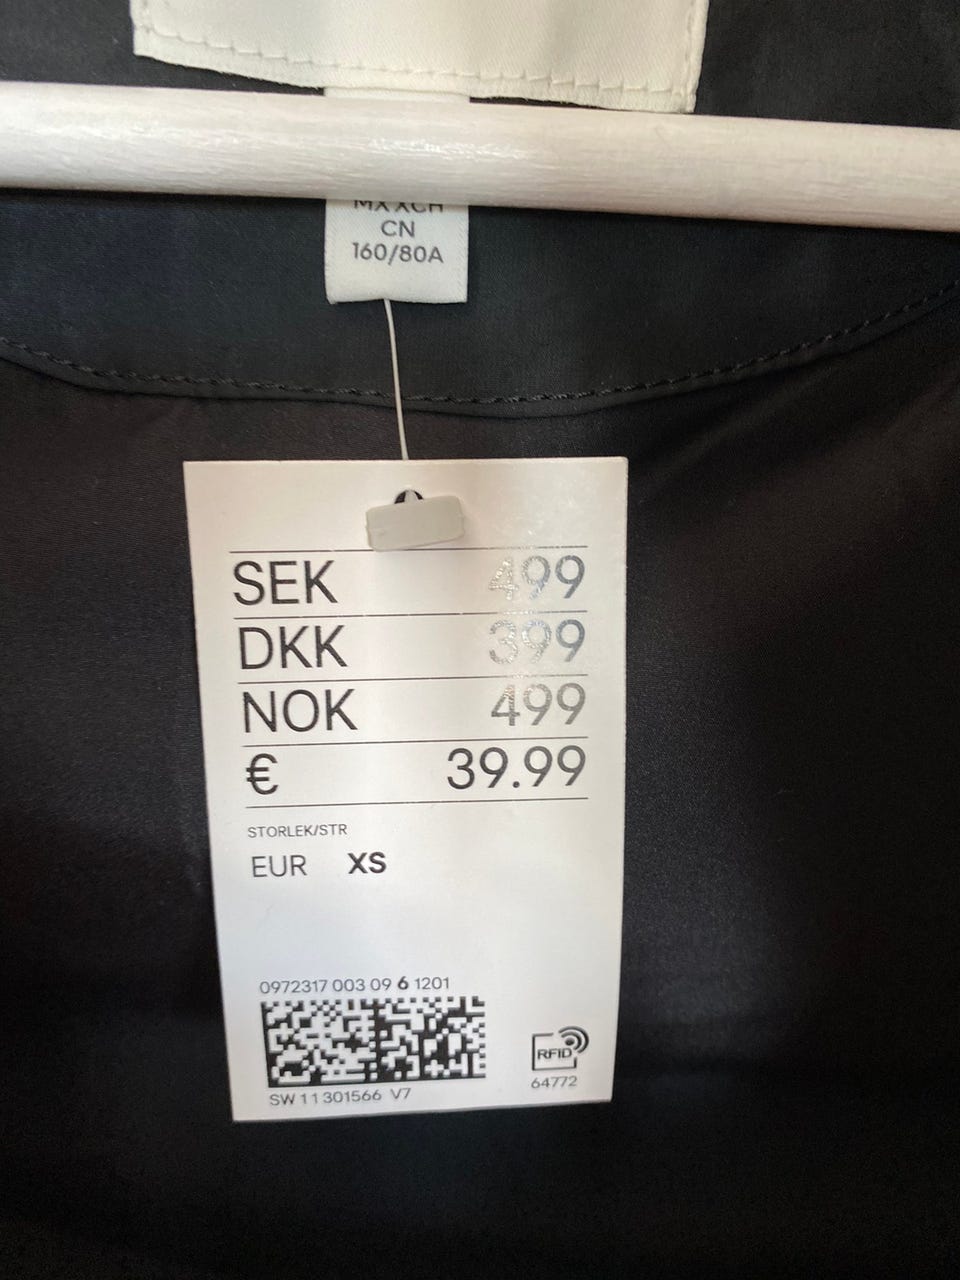 MX XCH
CN
160/80A
SEK 499
DKK 399
NOK 499
€ 39.99
STORLEK/STR
EUR XS
0972317 003 09 6 1201
RFID
64772
SW 11 301566 V7